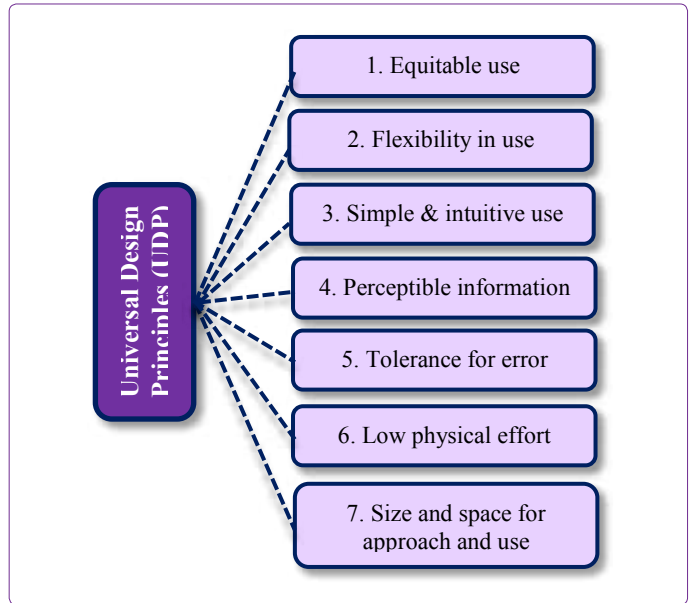 1. Equitable use
2. Flexibility in use
3. Simple & intuitive use
Universal Design
Principles (UDP)
4. Perceptible information
5. Tolerance for error
6. Low physical effort
7. Size and space for
approach and use